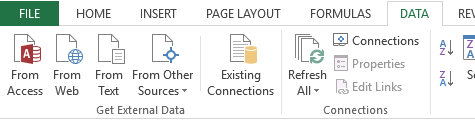 FILE HOME INSERT PAGE LAYOUT FORMULAS DATA
From Access
From Web
From Text
From Other Sources
Existing Connections
Get External Data
Refresh All
Connections
Properties
Edit Links
Connections
A Z
Z A